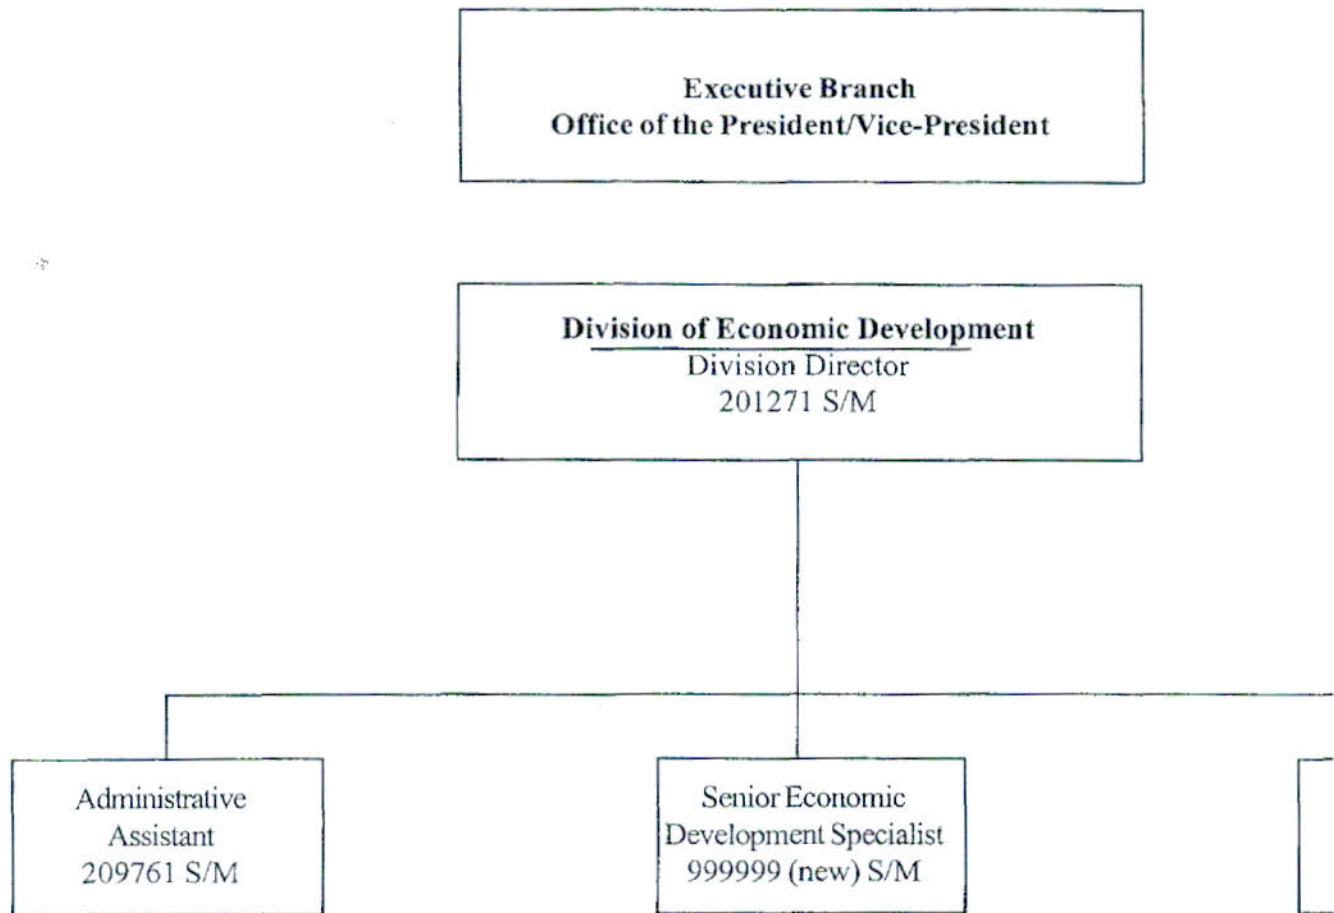 Executive Branch
Office of the President/Vice-President
Division of Economic Development
Division Director
201271 S/M
Administrative
Assistant
209761 S/M
Senior Economic
Development Specialist
999999 (new) S/M